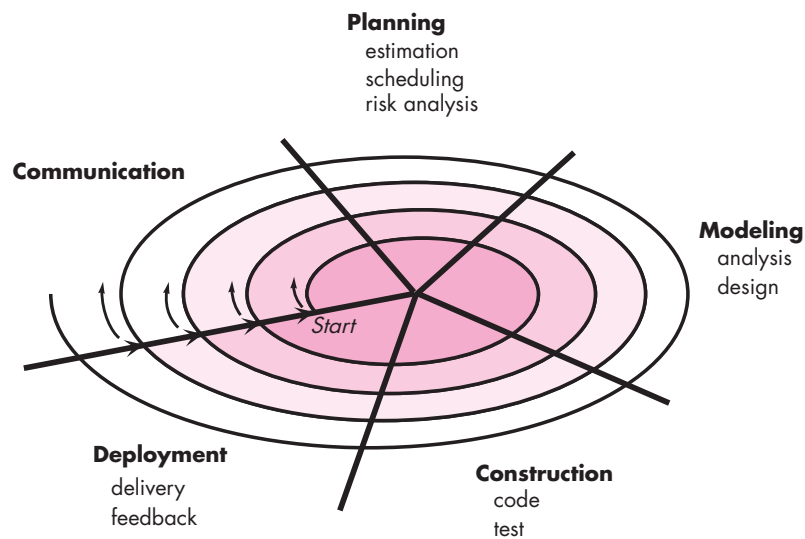 Planning
estimation
scheduling
risk analysis
Communication
Modeling
analysis
design
Start
Deployment
delivery
feedback
Construction
code
test